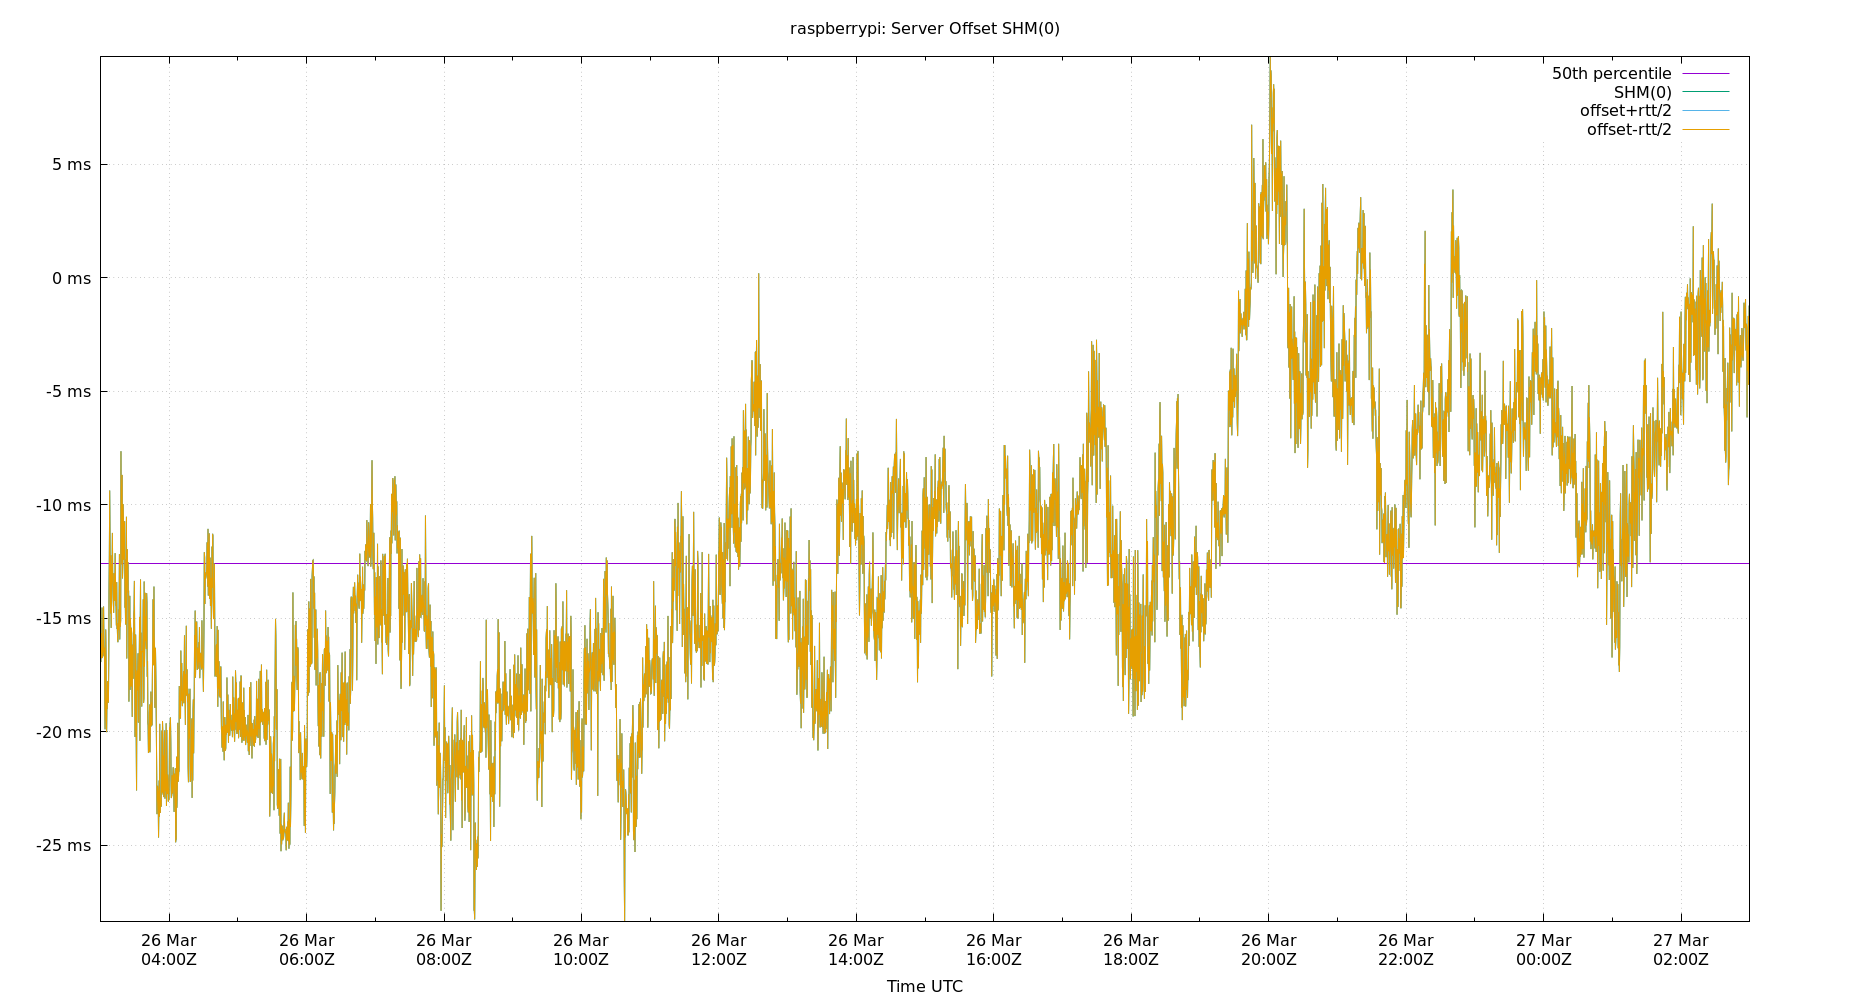 raspberrypi: Server Offset SHM(0)
50th percentile
SHM(0)
offset+rtt/2
offset-rtt/2
5 ms
0 ms
-5 ms
-10 ms
-15 ms
-20 ms
-25 ms
26 Mar 26 Mar 26 Mar 26 Mar 26 Mar 26 Mar 26 Mar 26 Mar 26 Mar 26 Mar 27 Mar 27 Mar
04:00Z 06:00Z 08:00Z 10:00Z 12:00Z 14:00Z 16:00Z 18:00Z 20:00Z 22:00Z 00:00Z 02:00Z
Time UTC